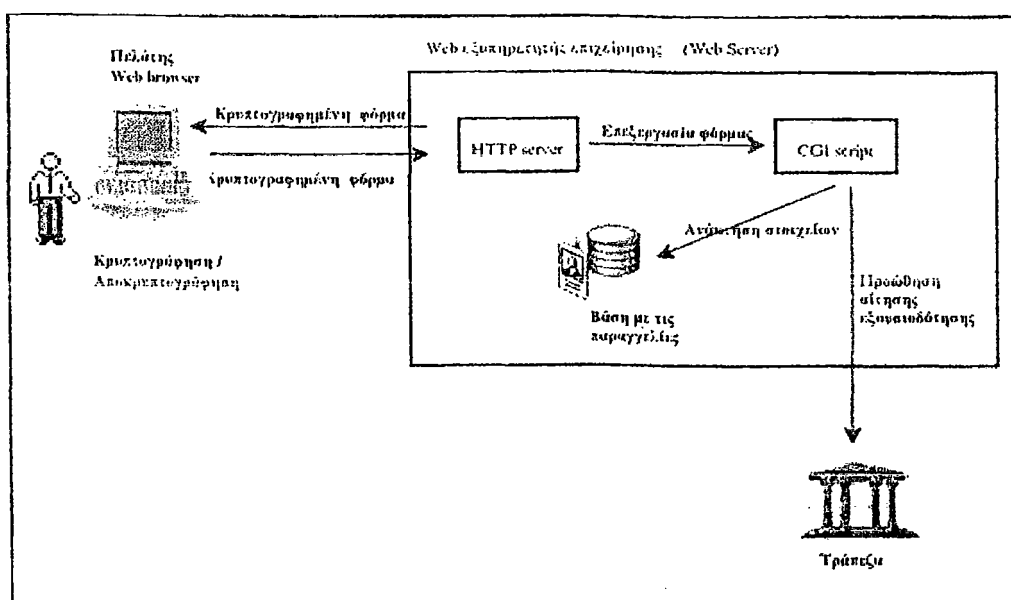 Πελάτης
Web browser
Web εξυπηρετητής επιχείρησης (Web Server)
Κρυπτογραφημένη φόρμα
κρυπτογραφημένη φόρμα
HTTP server
Επεξεργασία φόρμας
CGI script
Κρυπτογράφηση /
Αποκρυπτογράφηση
Ανάκτηση στοιχείων
Βάση με τις
παραγγελίες
Προώθηση
αίτησης
εξουσιοδότησης
Τράπεζα